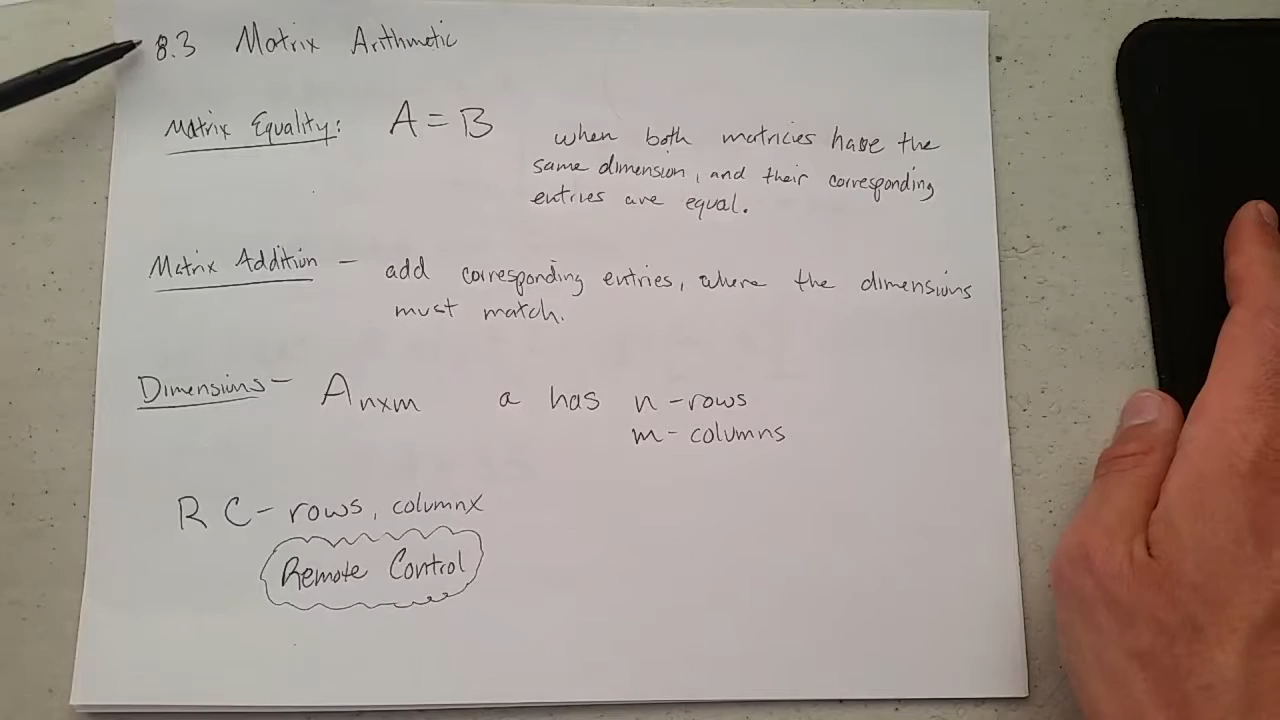 8.3 Matrix Arithmetic
Matrix Equality: A = B when both matricies have the
same dimension, and their corresponding
entries are equal.
Matrix Addition - add corresponding entries, where the dimensions
must match.
Dimensions - Anxm a has n - rows
m - columns
R C - rows, columnx
Remote Control